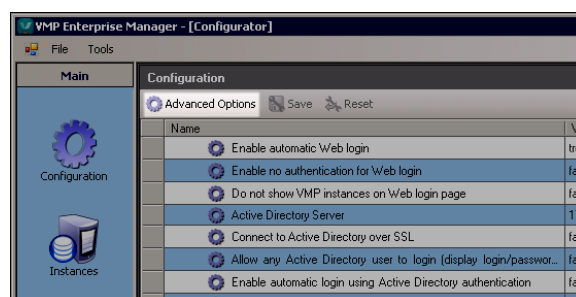 VMP Enterprise Manager - [Configurator]
File Tools
Main
Configuration
Advanced Options Save Reset
Name
Enable automatic Web login
Enable no authentication for Web login
Configuration
Do not show VMP instances on Web login page
Active Directory Server
Connect to Active Directory over SSL
Allow any Active Directory user to login (display login/passwor...
Instances
Enable automatic login using Active Directory authentication